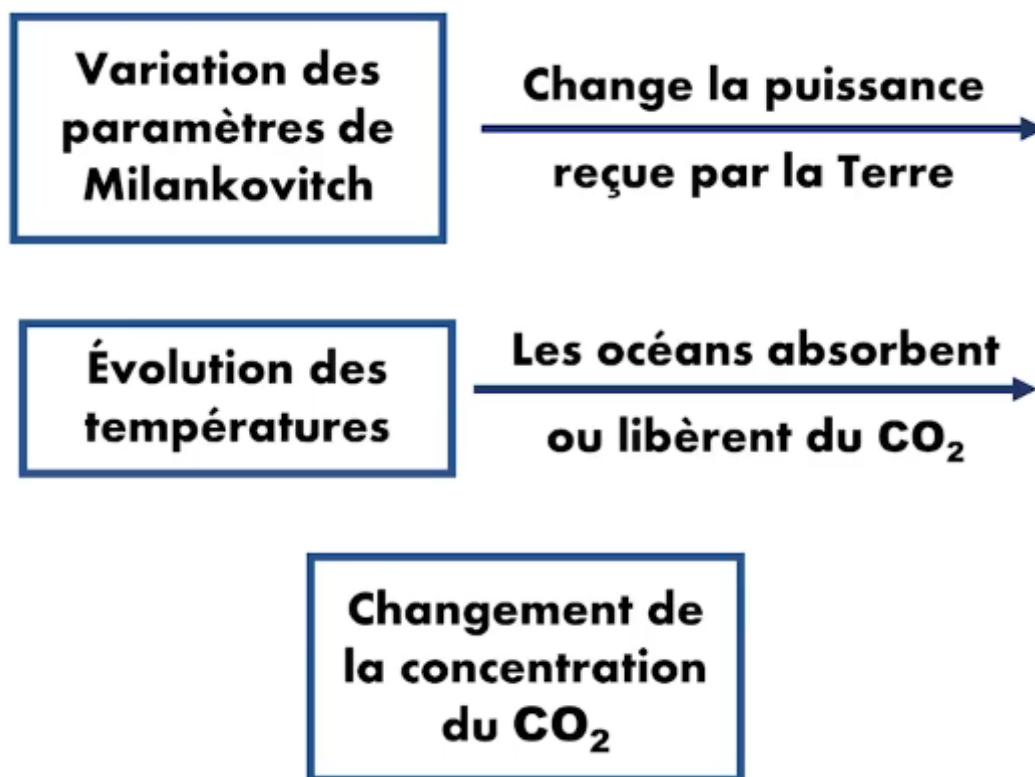 Variation des
paramètres de
Milankovitch
Change la puissance
reçue par la Terre
Évolution des
températures
Les océans absorbent
ou libèrent du CO₂
Changement de
la concentration
du CO₂